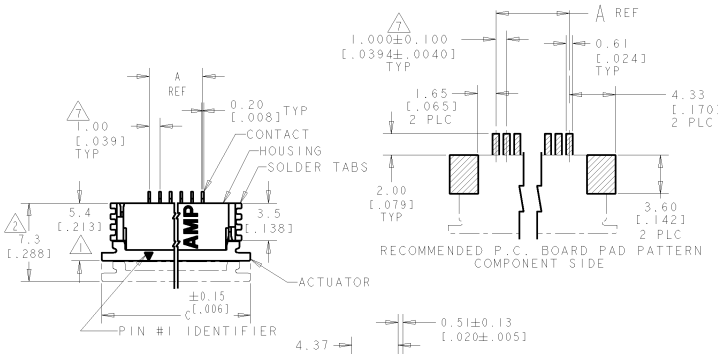 7
1.000±0.100
[.0394±.0040]
TYP
A REF
0.61
[.024]
TYP
1.65
[.065]
2 PLC
4.33
[.170]
2 PLC
2.00
[.079]
TYP
3.60
[.142]
2 PLC
RECOMMENDED P.C. BOARD PAD PATTERN
COMPONENT SIDE
A
REF
7
1.00
[.039]
TYP
0.20
[.008]
TYP
CONTACT
HOUSING
SOLDER TABS
2
7.3
[.288]
5.4
[.213]
1
AMP
3.5
[.138]
ACTUATOR
C
±0.15
[.006]
PIN #1 IDENTIFIER
4.37
0.51±0.13
[.020±.005]